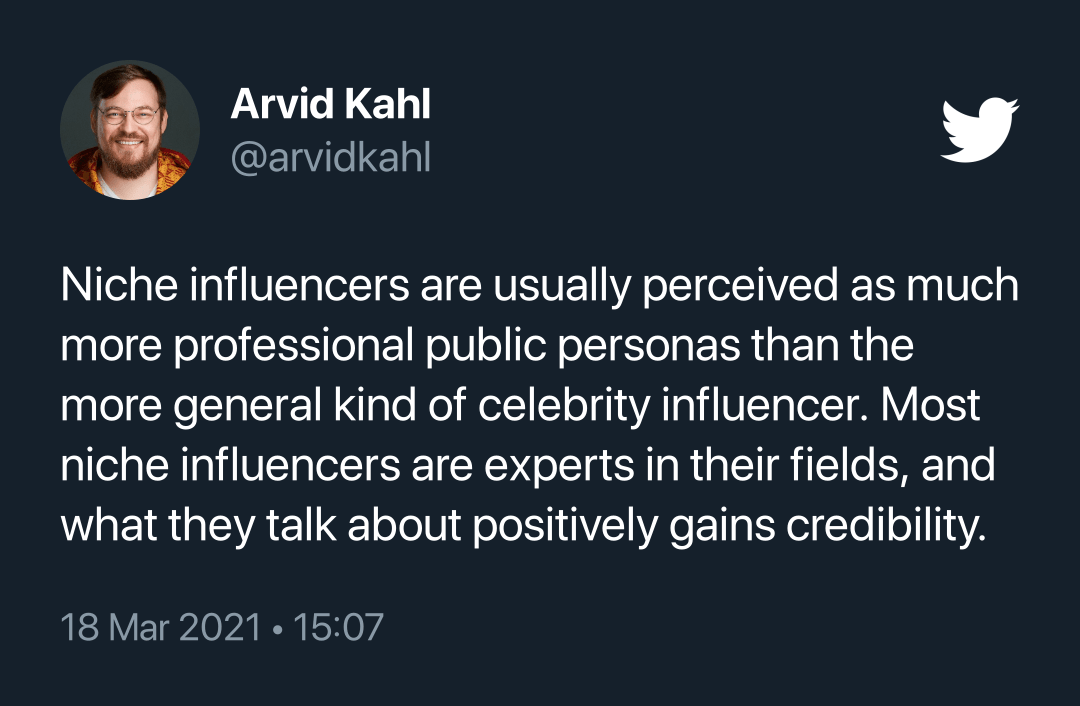 Arvid Kahl
@arvidkahl
Niche influencers are usually perceived as much
more professional public personas than the
more general kind of celebrity influencer. Most
niche influencers are experts in their fields, and
what they talk about positively gains credibility.
18 Mar 2021 • 15:07